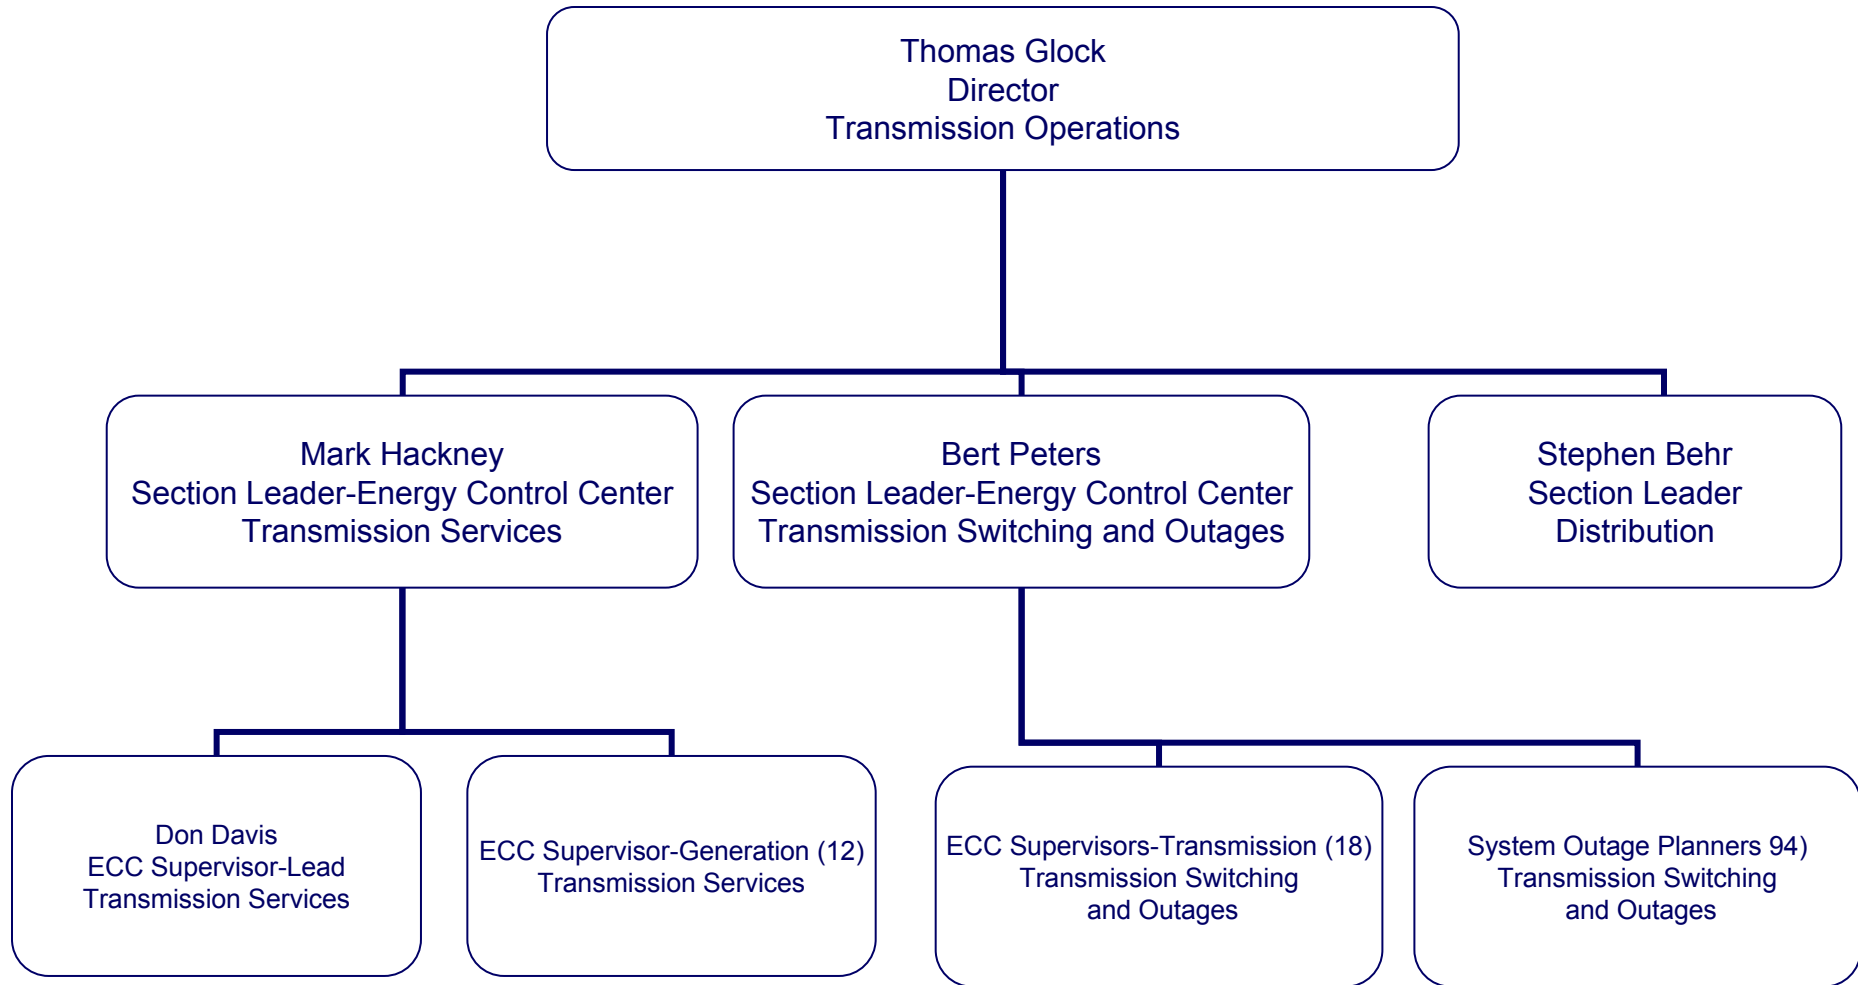 Thomas Glock
Director
Transmission Operations
Mark Hackney
Section Leader-Energy Control Center
Transmission Services
Bert Peters
Section Leader-Energy Control Center
Transmission Switching and Outages
Stephen Behr
Section Leader
Distribution
Don Davis
ECC Supervisor-Lead
Transmission Services
ECC Supervisor-Generation (12)
Transmission Services
ECC Supervisors-Transmission (18)
Transmission Switching
and Outages
System Outage Planners 94)
Transmission Switching
and Outages